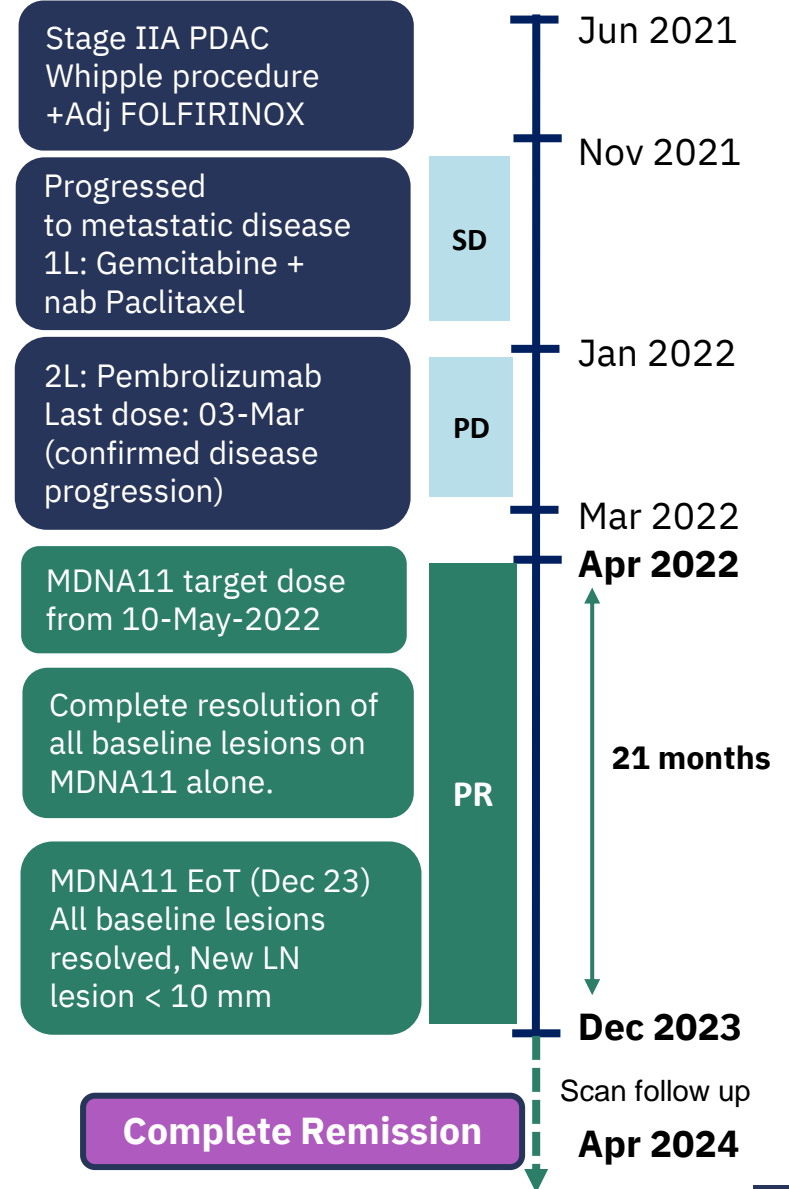 Stage IIA PDAC
Whipple procedure
+Adj FOLFIRINOX
Jun 2021
Nov 2021
Progressed
to metastatic disease
1L: Gemcitabine +
nab Paclitaxel
SD
Jan 2022
2L: Pembrolizumab
Last dose: 03-Mar
(confirmed disease
progression)
PD
Mar 2022
Apr 2022
MDNA11 target dose
from 10-May-2022
Complete resolution of
all baseline lesions on
MDNA11 alone.
PR
21 months
MDNA11 EoT (Dec 23)
All baseline lesions
resolved, New LN
lesion < 10 mm
Dec 2023
Scan follow up
Complete Remission
Apr 2024